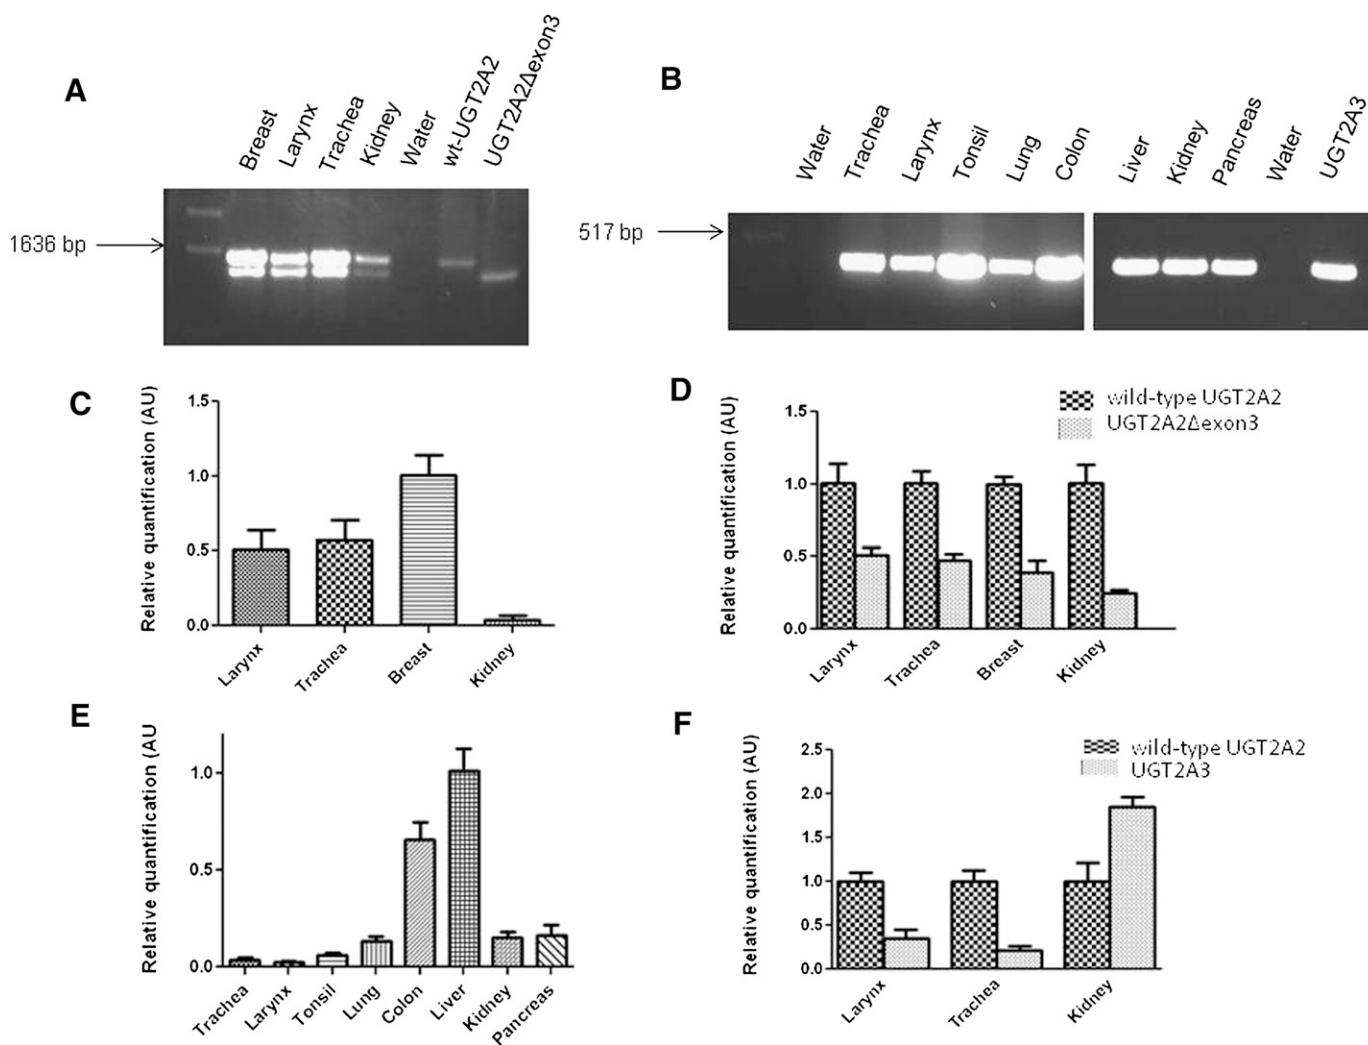 A
Breast
Larynx
Trachea
Kidney
Water
wt-UGT2A2
UGT2A2Δexon3
1636 bp
B
Water
Trachea
Larynx
Tonsil
Lung
Colon
Liver
Kidney
Pancreas
Water
UGT2A3
517 bp
C
Relative quantification (AU)
1.5
1.0
0.5
0.0
Larynx
Trachea
Breast
Kidney
D
wild-type UGT2A2
UGT2A2Δexon3
Relative quantification (AU)
1.5
1.0
0.5
0.0
Larynx
Trachea
Breast
Kidney
E
Relative quantification (AU
1.0
0.5
0.0
Trachea
Larynx
Tonsil
Lung
Colon
Liver
Kidney
Pancreas
F
wild-type UGT2A2
UGT2A3
Relative quantification (AU)
2.5
2.0
1.5
1.0
0.5
0.0
Larynx
Trachea
Kidney